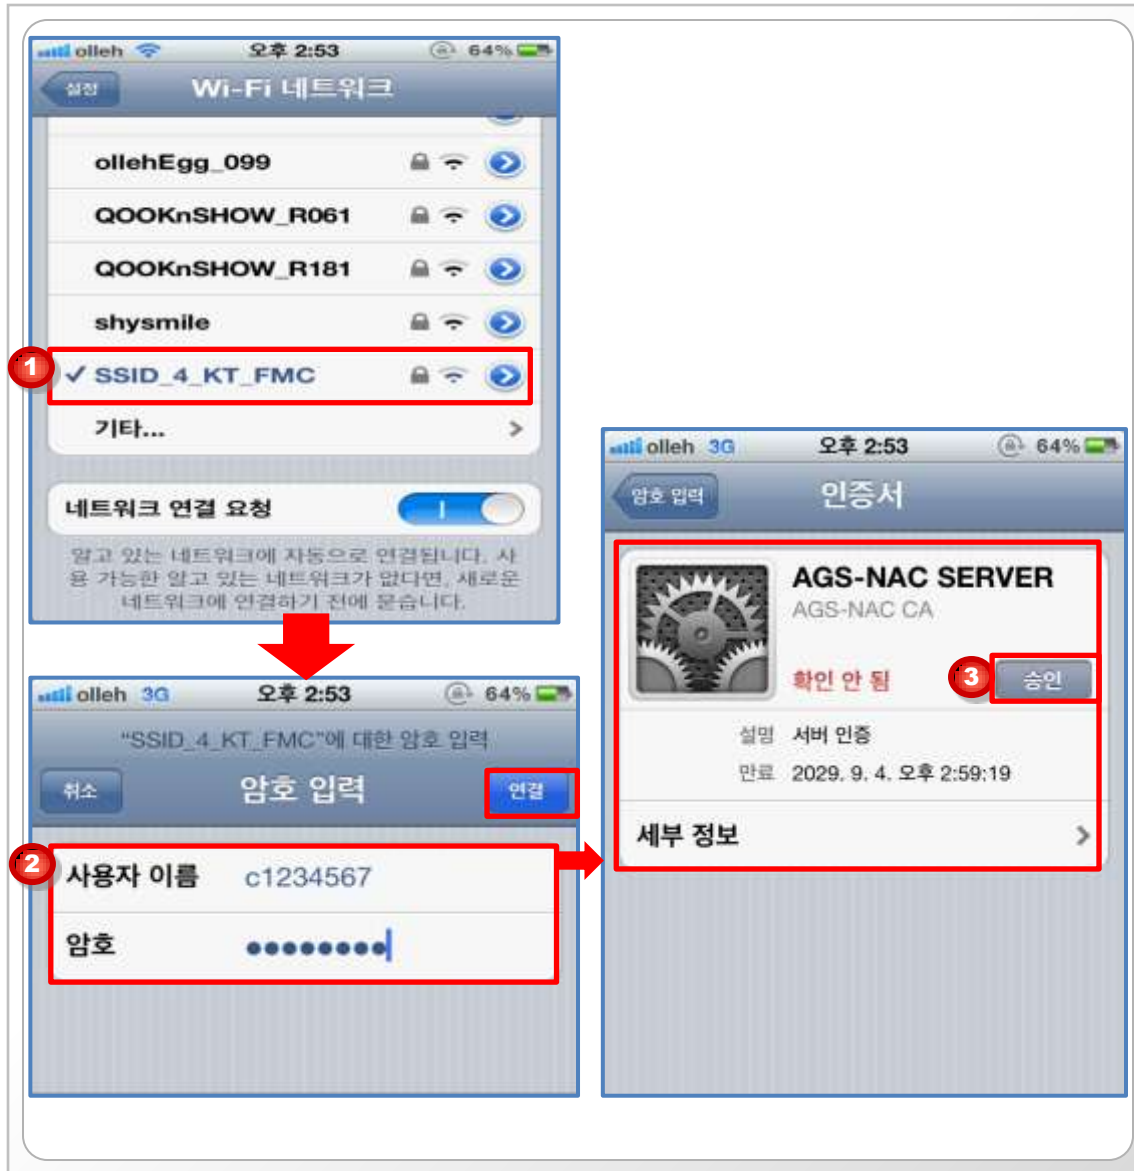 olleh 오후 2:53 64%
설정 Wi-Fi 네트워크
ollehEgg_099
QOOKnSHOW_R061
QOOKnSHOW_R181
shysmile
1
✓ SSID_4_KT_FMC
기타...
네트워크 연결 요청
알고 있는 네트워크에 자동으로 연결됩니다. 사
용 가능한 알고 있는 네트워크가 없다면, 새로운
네트워크에 연결하기 전에 묻습니다.
olleh 3G 오후 2:53 64%
"SSID_4_KT_FMC"에 대한 암호 입력
취소 암호 입력 연결
2
사용자 이름 c1234567
암호 ●●●●●●●●
olleh 3G 오후 2:53 64%
암호 입력 인증서
AGS-NAC SERVER
AGS-NAC CA
확인 안 됨 3 승인
설명 서버 인증
만료 2029. 9. 4. 오후 2:59:19
세부 정보